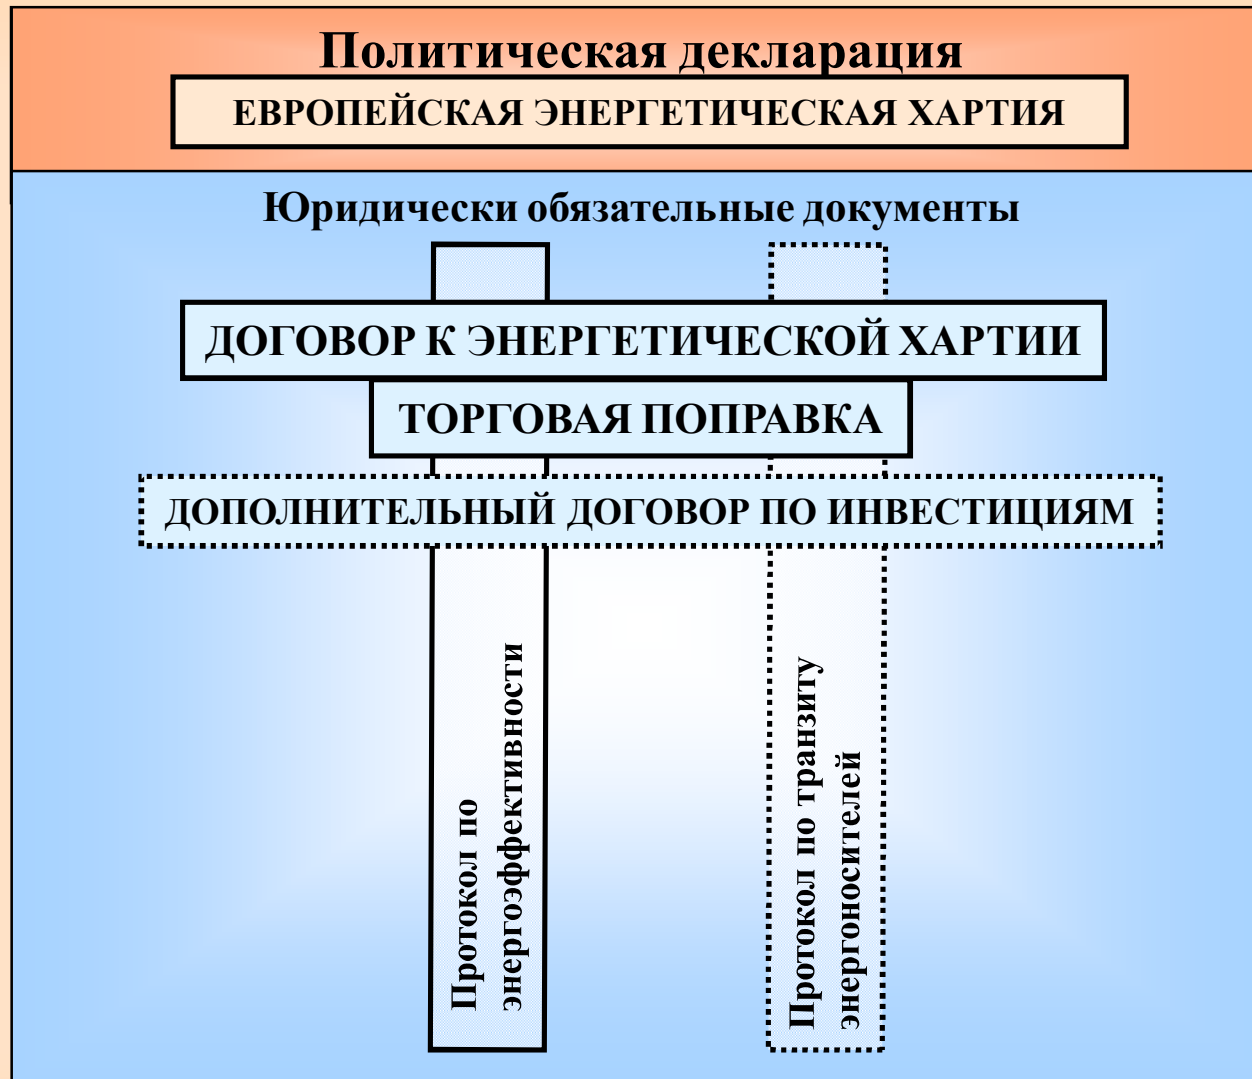 Политическая декларация
ЕВРОПЕЙСКАЯ ЭНЕРГЕТИЧЕСКАЯ ХАРТИЯ
Юридически обязательные документы
ДОГОВОР К ЭНЕРГЕТИЧЕСКОЙ ХАРТИИ
ТОРГОВАЯ ПОПРАВКА
ДОПОЛНИТЕЛЬНЫЙ ДОГОВОР ПО ИНВЕСТИЦИЯМ
Протокол по
энергоэффективности
Протокол по транзиту
энергоносителей